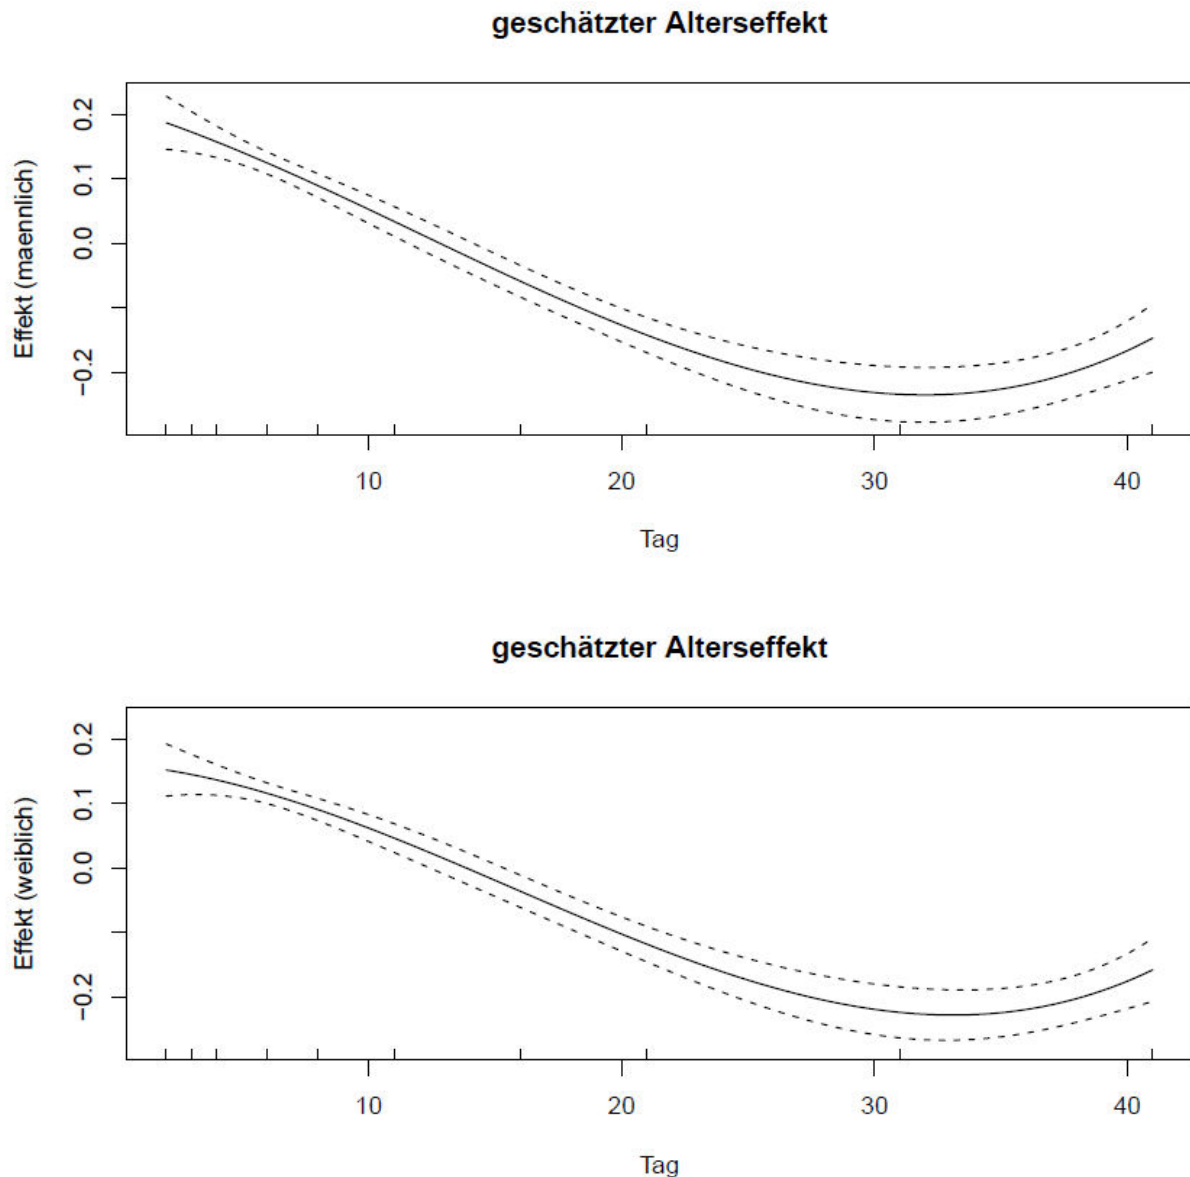 geschätzter Alterseffekt
Effekt (maennlich)
0.2
0.1
0.0
−0.2
10 20 30 40
Tag
geschätzter Alterseffekt
Effekt (weiblich)
0.2
0.1
0.0
−0.2
10 20 30 40
Tag